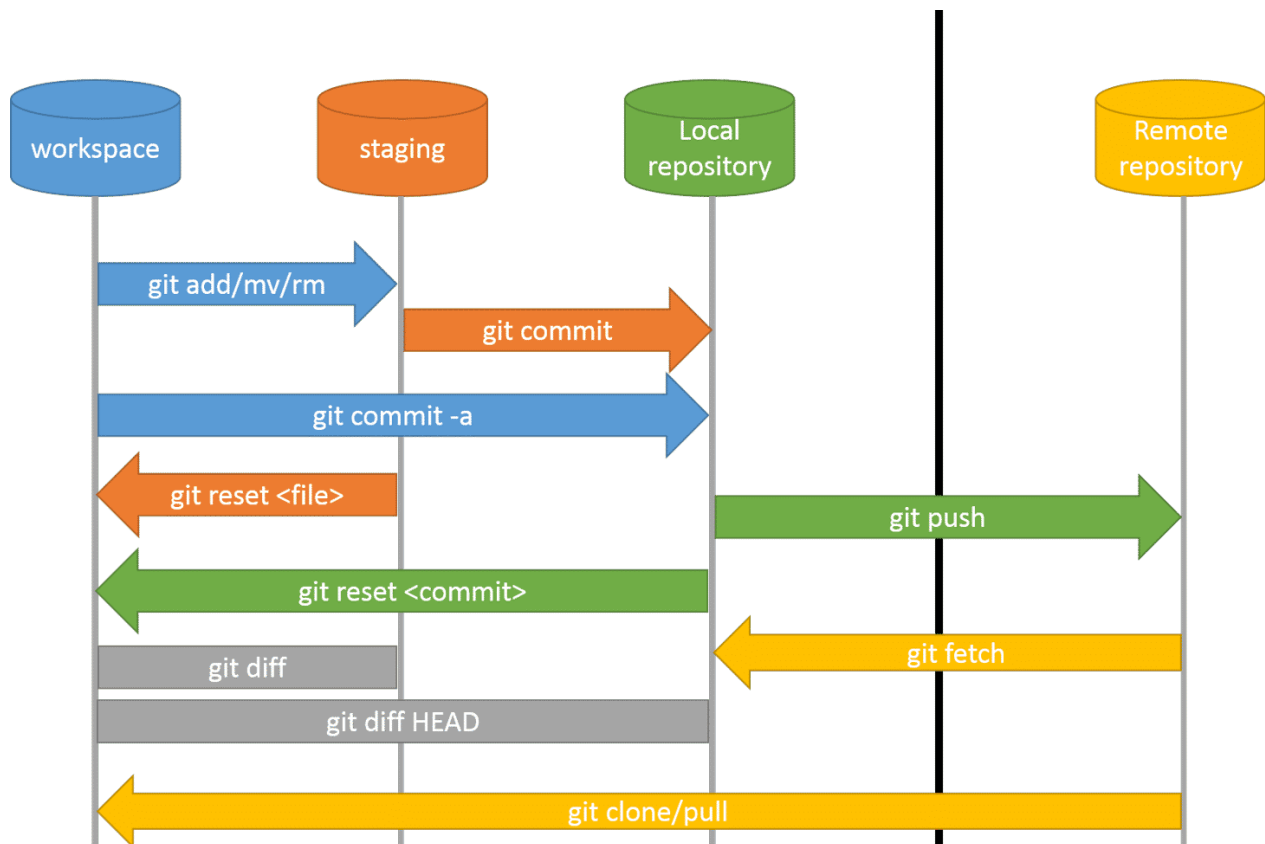 workspace
staging
Local
repository
Remote
repository
git add/mv/rm
git commit
git commit -a
git reset <file>
git push
git reset <commit>
git fetch
git diff
git diff HEAD
git clone/pull